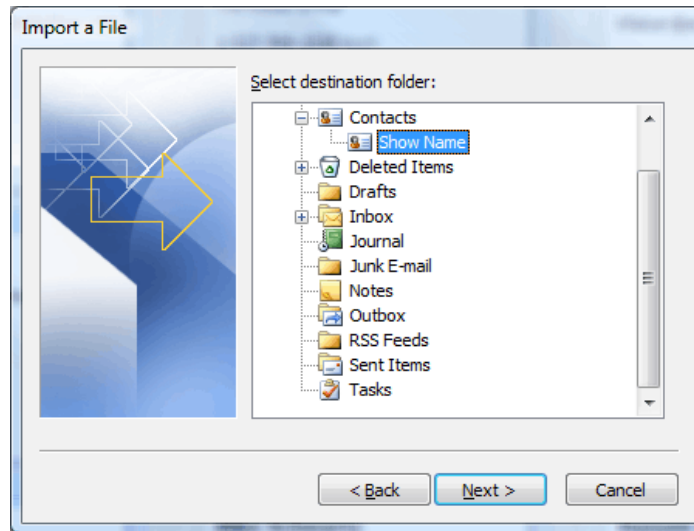 Import a File
Select destination folder:
Contacts
Show Name
Deleted Items
Drafts
Inbox
Journal
Junk E-mail
Notes
Outbox
RSS Feeds
Sent Items
Tasks
< Back Next > Cancel